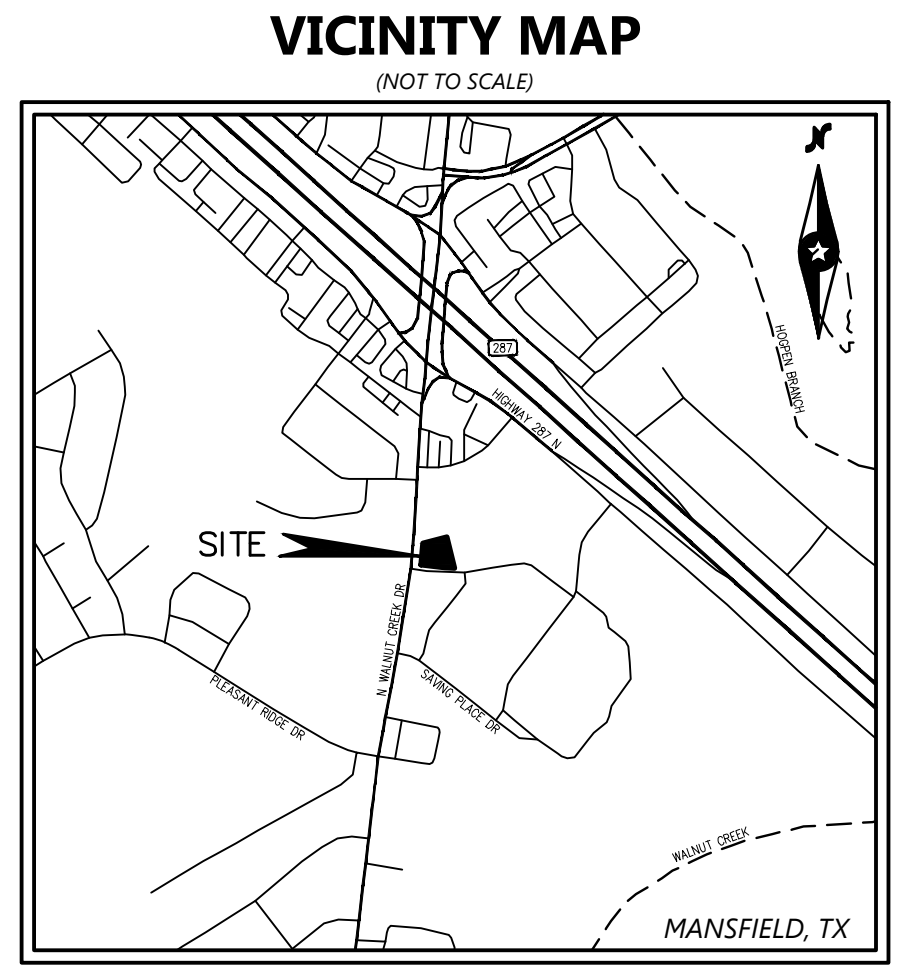 VICINITY MAP
(NOT TO SCALE)
N
287
HOGPEN BRANCH
HIGHWAY 287 N
SITE
N WALNUT CREEK DR
SAVING PLACE DR
PLEASANT RIDGE DR
WALNUT CREEK
MANSFIELD, TX